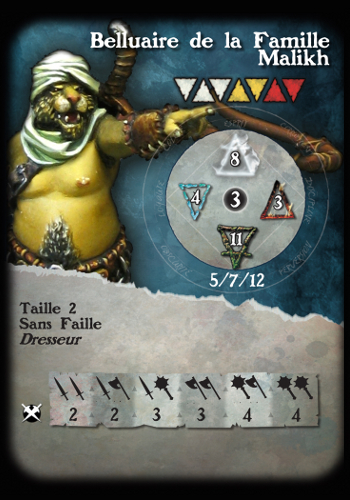 Belluaire de la Famille
Malikh
8
4
3
3
11
5/7/12
Taille 2
Sans Faille
Dresseur
2 2 3 3 4 4